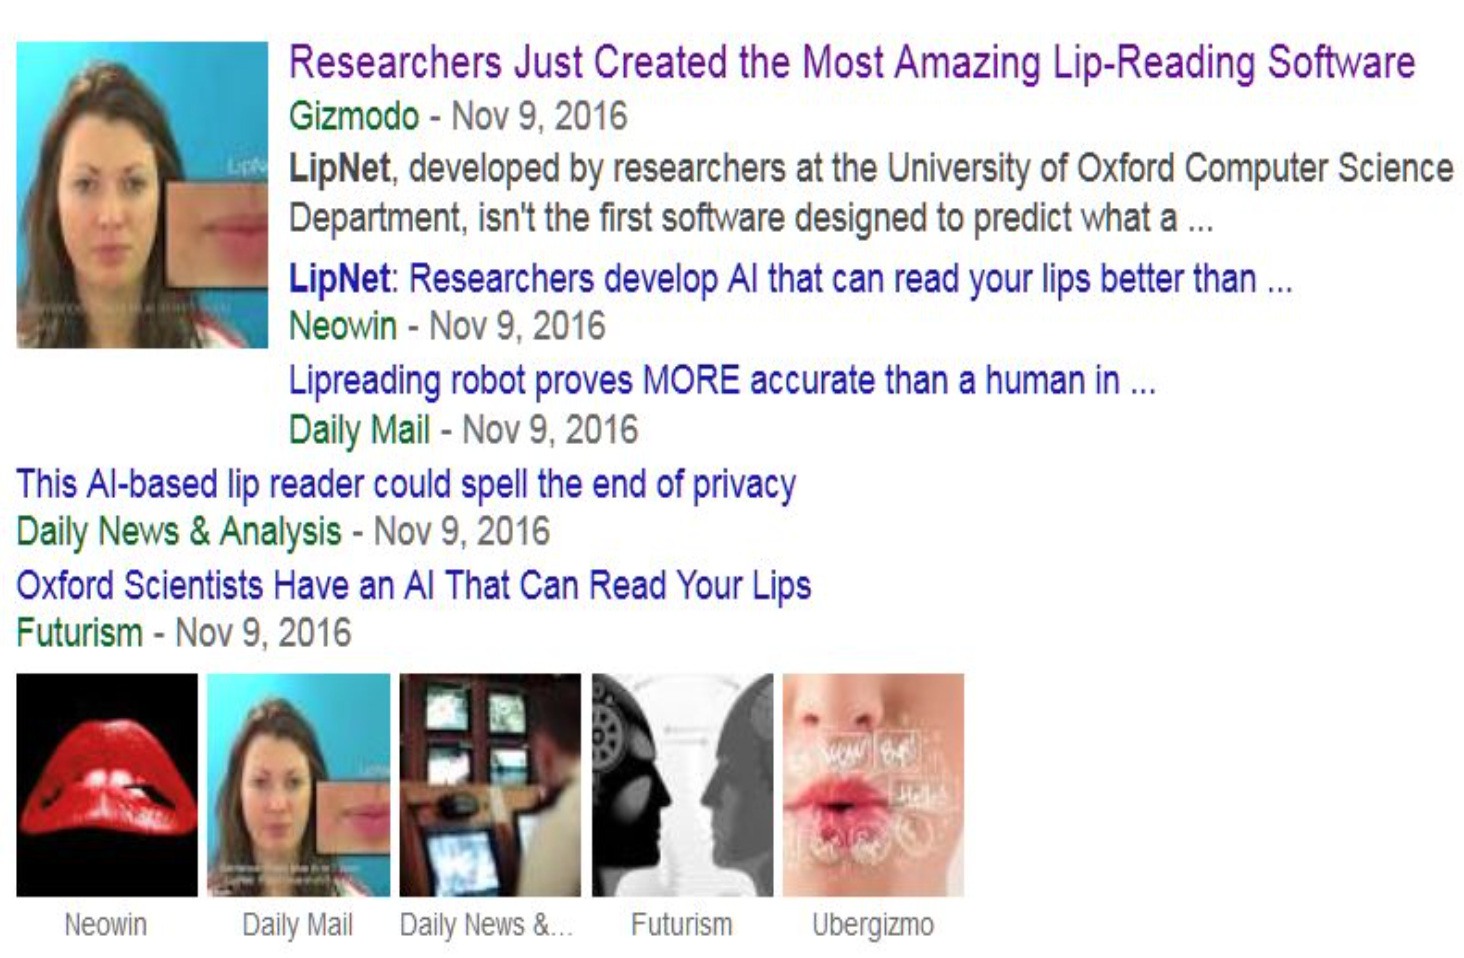 Researchers Just Created the Most Amazing Lip-Reading Software
Gizmodo - Nov 9, 2016
LipNet, developed by researchers at the University of Oxford Computer Science
Department, isn't the first software designed to predict what a ...
LipNet: Researchers develop AI that can read your lips better than ...
Neowin - Nov 9, 2016
Lipreading robot proves MORE accurate than a human in ...
Daily Mail - Nov 9, 2016
This AI-based lip reader could spell the end of privacy
Daily News & Analysis - Nov 9, 2016
Oxford Scientists Have an AI That Can Read Your Lips
Futurism - Nov 9, 2016
Hello!
Neowin
Daily Mail
Daily News &...
Futurism
Ubergizmo